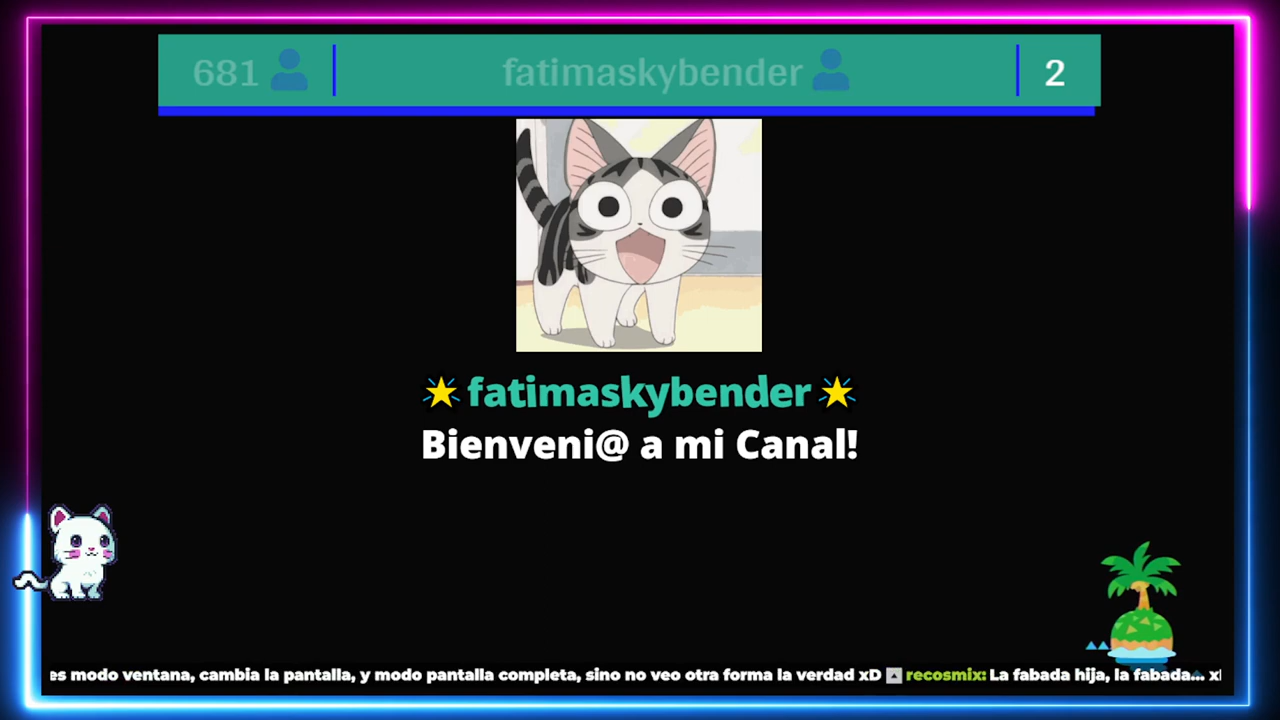 681 fatimaskybender 2
fatimaskybender
Bienveni@ a mi Canal!
es modo ventana, cambia la pantalla, y modo pantalla completa, sino no veo otra forma la verdad xD recosmix: La fabada hija, la fabada...